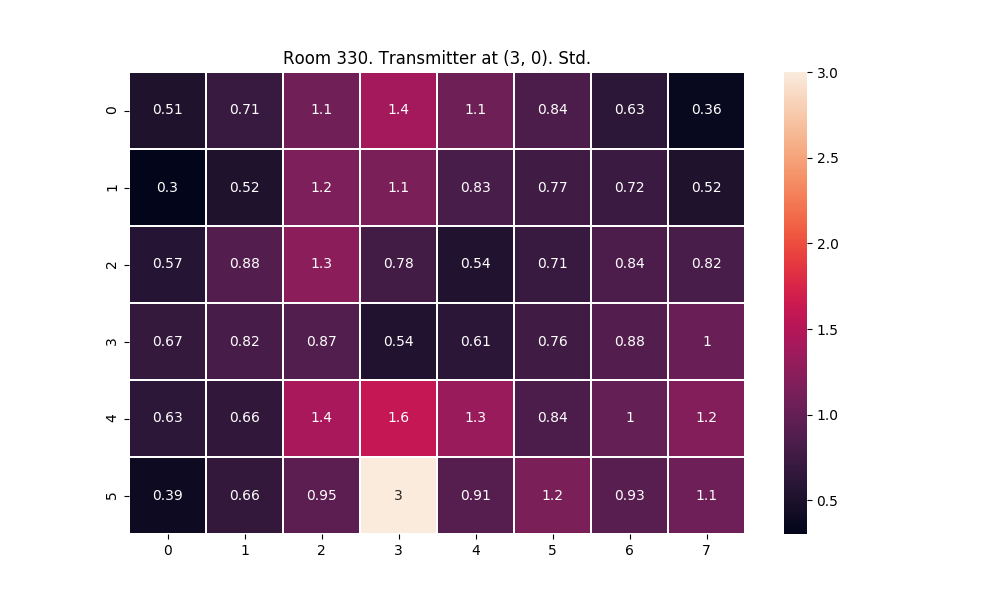 Room 330. Transmitter at (3, 0). Std.
0 0.51 0.71 1.1 1.4 1.1 0.84 0.63 0.36
1 0.3 0.52 1.2 1.1 0.83 0.77 0.72 0.52
2 0.57 0.88 1.3 0.78 0.54 0.71 0.84 0.82
3 0.67 0.82 0.87 0.54 0.61 0.76 0.88 1
4 0.63 0.66 1.4 1.6 1.3 0.84 1 1.2
5 0.39 0.66 0.95 3 0.91 1.2 0.93 1.1
0 1 2 3 4 5 6 7
3.0
2.5
2.0
1.5
1.0
0.5